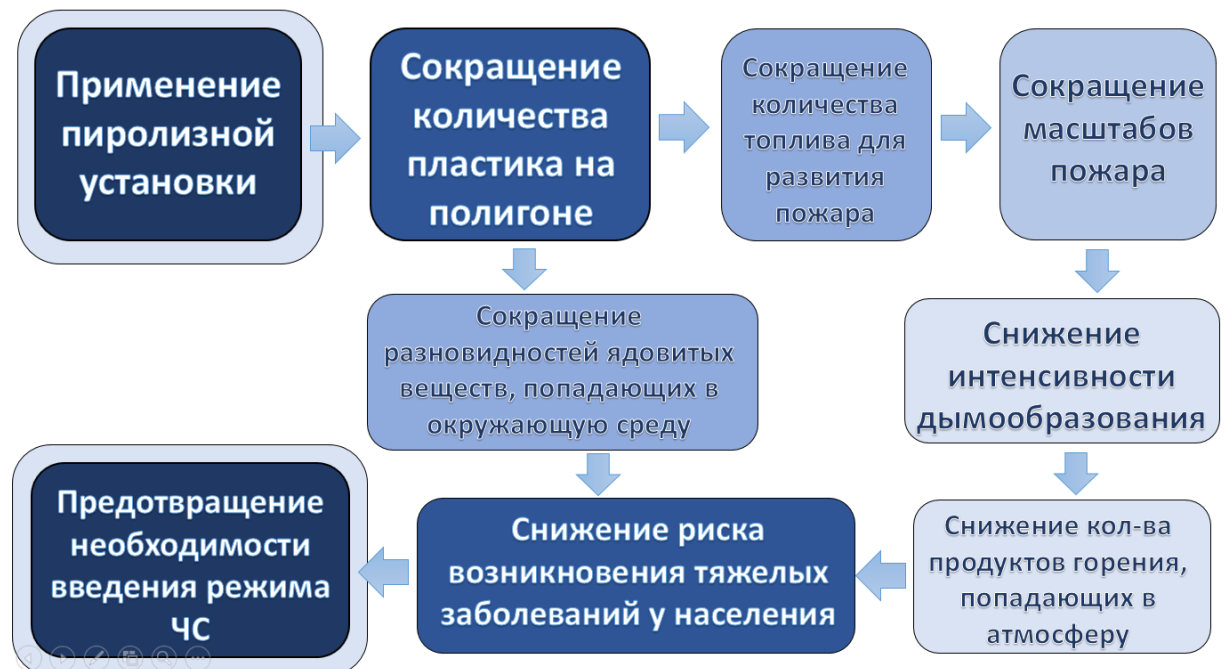 Применение
пиролизной
установки
Сокращение
количества
пластика на
полигоне
Сокращение
количества
топлива для
развития
пожара
Сокращение
масштабов
пожара
Сокращение
разновидностей ядовитых
веществ, попадающих в
окружающую среду
Снижение
интенсивности
дымообразования
Предотвращение
необходимости
введения режима
ЧС
Снижение риска
возникновения тяжелых
заболеваний у населения
Снижение кол-ва
продуктов горения,
попадающих в
атмосферу